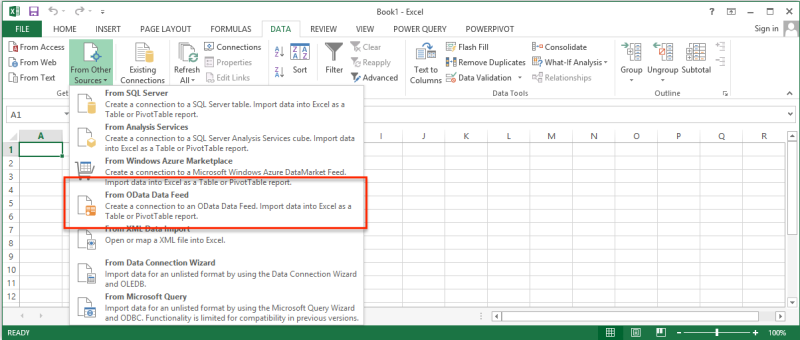 Book1 - Excel
Sign in
FILE HOME INSERT PAGE LAYOUT FORMULAS DATA REVIEW VIEW POWER QUERY POWERPIVOT
From Access
From Web
From Text
From Other
Sources
Existing
Connections
Refresh
All
Connections
Properties
Edit Links
Sort
Filter
Clear
Reapply
Advanced
Text to
Columns
Flash Fill
Remove Duplicates
Data Validation
Consolidate
What-If Analysis
Relationships
Group
Ungroup
Subtotal
Data Tools
Outline
A1
From SQL Server
Create a connection to a SQL Server table. Import data into Excel as a
Table or PivotTable report.
From Analysis Services
Create a connection to a SQL Server Analysis Services cube. Import data
into Excel as a Table or PivotTable report.
From Windows Azure Marketplace
Create a connection to a Microsoft Windows Azure DataMarket Feed.
Import data into Excel as a Table or PivotTable report.
From OData Data Feed
Create a connection to an OData Data Feed. Import data into Excel as a
Table or PivotTable report.
From XML Data Import
Open or map a XML file into Excel.
From Data Connection Wizard
Import data for an unlisted format by using the Data Connection Wizard
and OLEDB.
From Microsoft Query
Import data for an unlisted format by using the Microsoft Query Wizard
and ODBC. Functionality is limited for compatibility in previous versions.
A I J K L M N O P Q R
1
2
3
4
5
6
7
8
9
10
11
12
READY
100%